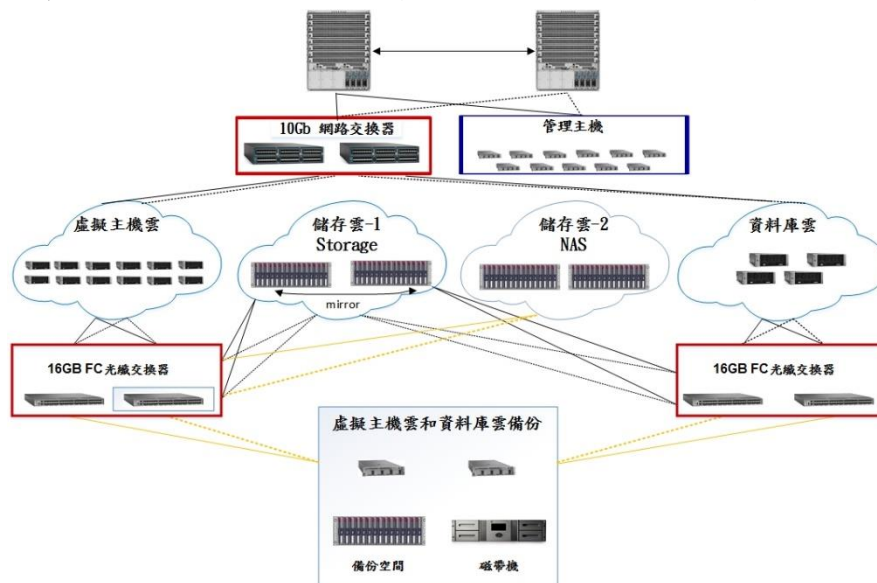 10Gb 網路交換器
管理主機
虛擬主機雲
儲存雲-1
Storage
儲存雲-2
NAS
資料庫雲
mirror
16GB FC光纖交換器
16GB FC光纖交換器
虛擬主機雲和資料庫雲備份
備份空間
磁帶機